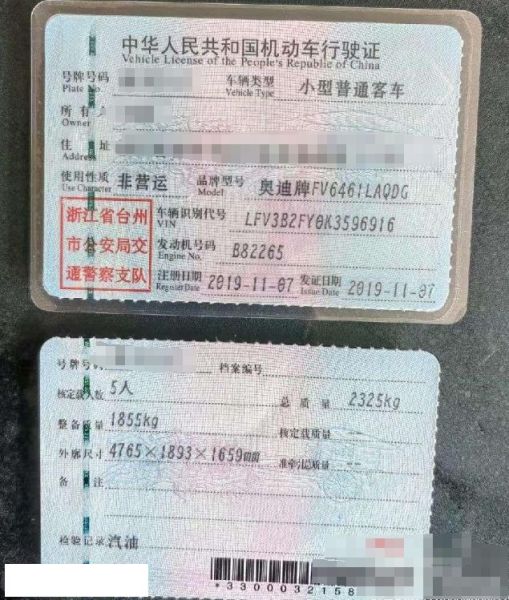 中华人民共和国机动车行驶证
Vehicle License of the People's Republic of China
号牌号码 车辆类型 小型普通客车
Plate No. Vehicle Type
所有人
Owner
住址
Address
使用性质 非营运 品牌型号 奥迪牌FV6461LAQDG
Use Character Model
浙江省台州 车辆识别代号 LFV3B2FY0K3596916
VIN
市公安局交 发动机号码 B82265
Engine No.
通警察支队 注册日期 2019-11-07 发证日期 2019-11-07
Register Date Issue Date
号牌号码 档案编号
核定载人数 5人 总质量 2325kg
整备质量 1855kg 核定载质量 --
外廓尺寸 4765×1893×1659mm 准牵引总质量 --
备注
检验记录 汽油
*3300032158